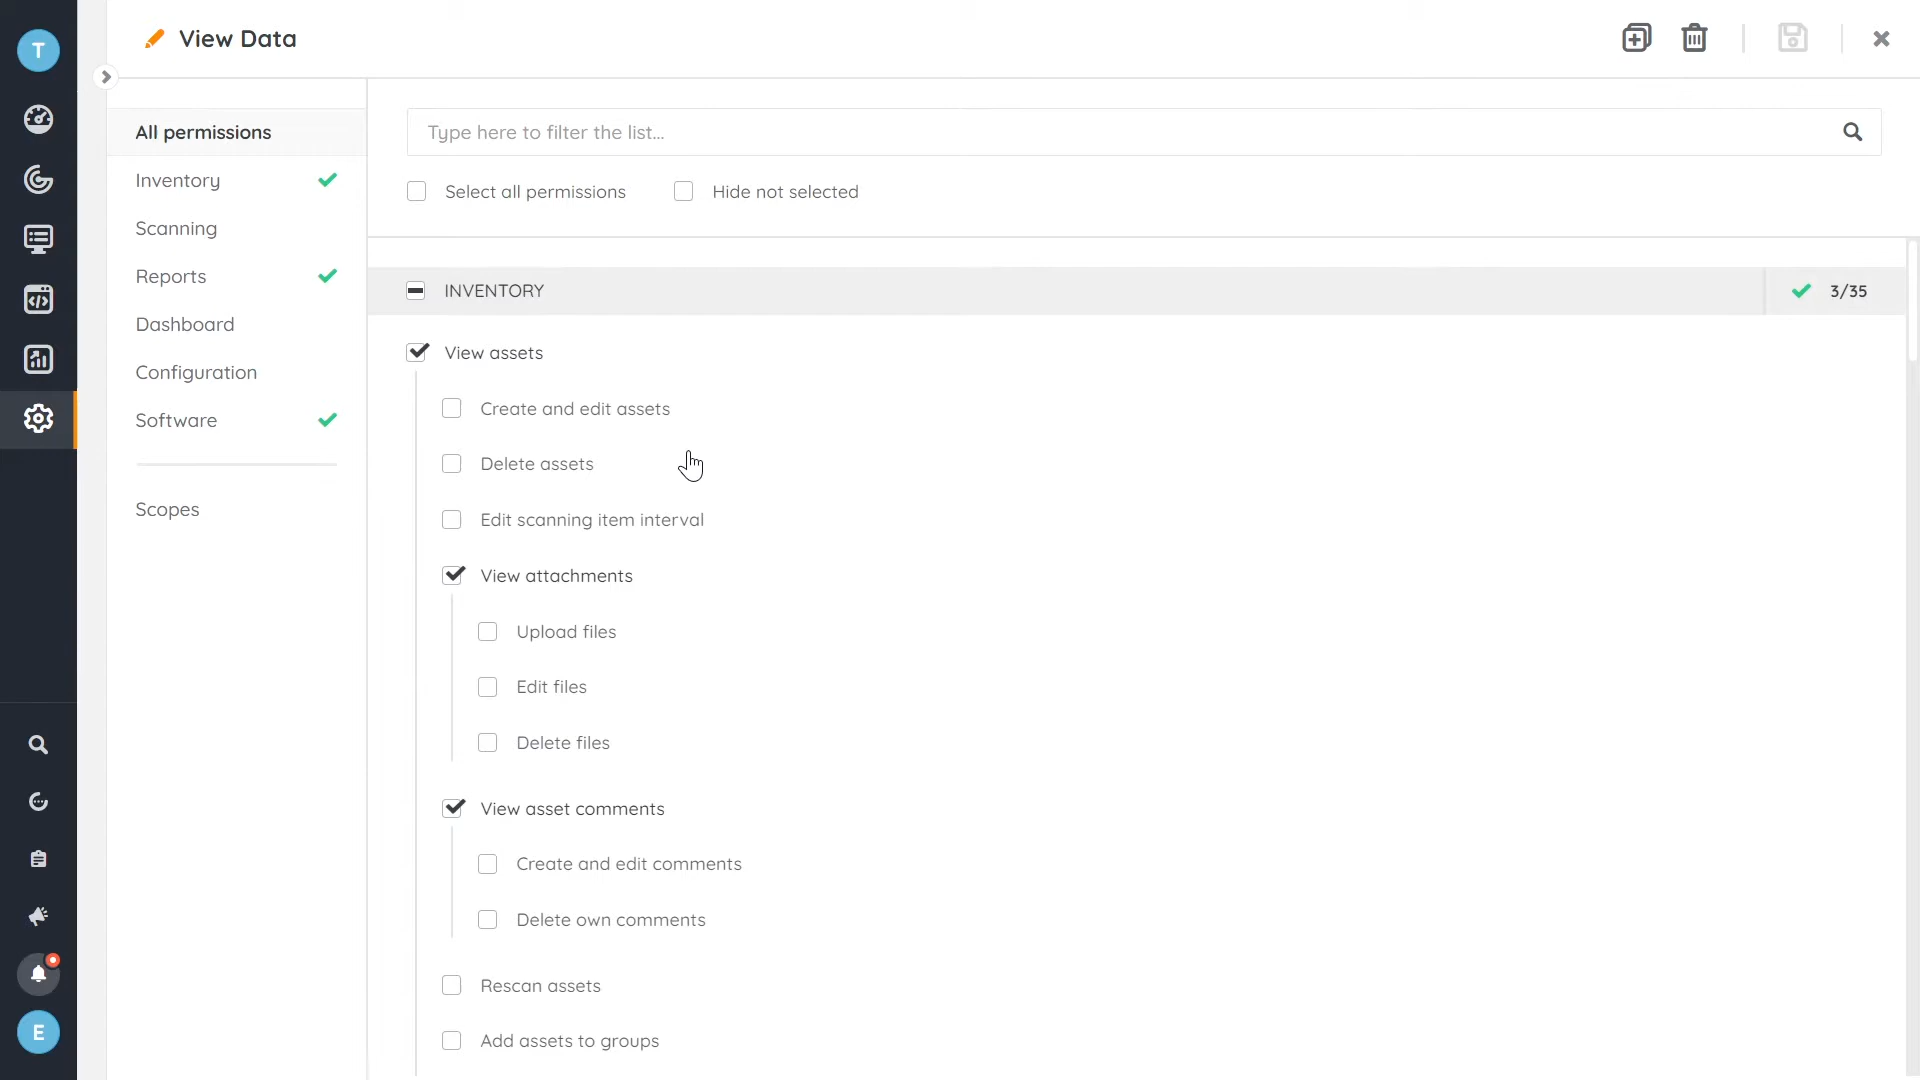 T
View Data
All permissions
Inventory
Scanning
Reports
Dashboard
Configuration
Software
Scopes
Type here to filter the list...
Select all permissions
Hide not selected
INVENTORY
3/35
View assets
Create and edit assets
Delete assets
Edit scanning item interval
View attachments
Upload files
Edit files
Delete files
View asset comments
Create and edit comments
Delete own comments
Rescan assets
Add assets to groups
E